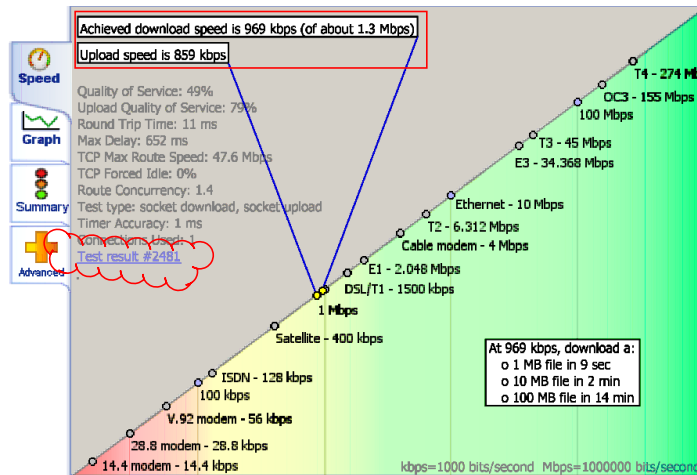 Achieved download speed is 969 kbps (of about 1.3 Mbps)
Upload speed is 859 kbps
Speed
Graph
Summary
Advanced
Quality of Service: 49%
Upload Quality of Service: 79%
Round Trip Time: 11 ms
Max Delay: 652 ms
TCP Max Route Speed: 47.6 Mbps
TCP Forced Idle: 0%
Route Concurrency: 1.4
Test type: socket download, socket upload
Timer Accuracy: 1 ms
Connections Used: 1
Test result #2481
T4 - 274 Mb
OC3 - 155 Mbps
100 Mbps
T3 - 45 Mbps
E3 - 34.368 Mbps
Ethernet - 10 Mbps
T2 - 6.312 Mbps
Cable modem - 4 Mbps
E1 - 2.048 Mbps
DSL/T1 - 1500 kbps
1 Mbps
Satellite - 400 kbps
ISDN - 128 kbps
100 kbps
V.92 modem - 56 kbps
28.8 modem - 28.8 kbps
14.4 modem - 14.4 kbps
At 969 kbps, download a:
o 1 MB file in 9 sec
o 10 MB file in 2 min
o 100 MB file in 14 min
kbps=1000 bits/second Mbps=1000000 bits/second